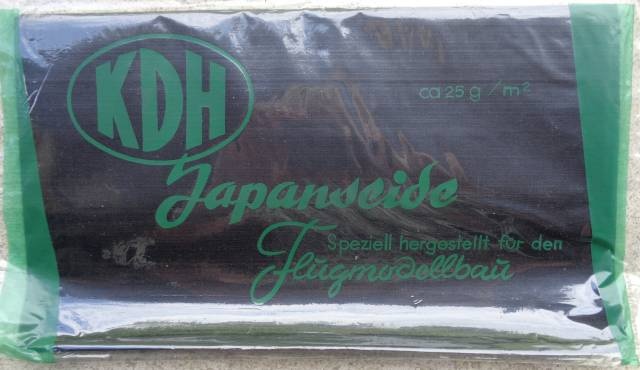 KDH
ca 25 g/m²
Japanseide
Speziell hergestellt für den
Flugmodellbau